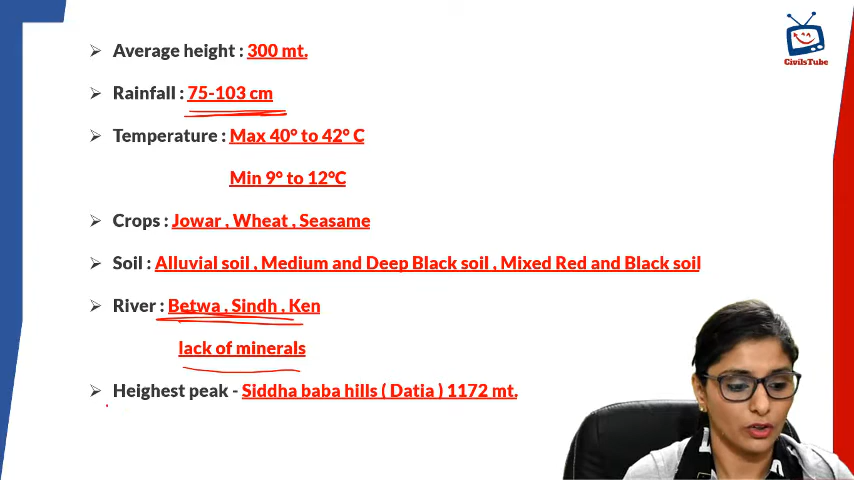 CivilsTube
Average height : 300 mt.
Rainfall : 75-103 cm
Temperature : Max 40° to 42° C
Min 9° to 12°C
Crops : Jowar , Wheat , Seasame
Soil : Alluvial soil , Medium and Deep Black soil , Mixed Red and Black soil
River : Betwa , Sindh , Ken
lack of minerals
Heighest peak - Siddha baba hills ( Datia ) 1172 mt.